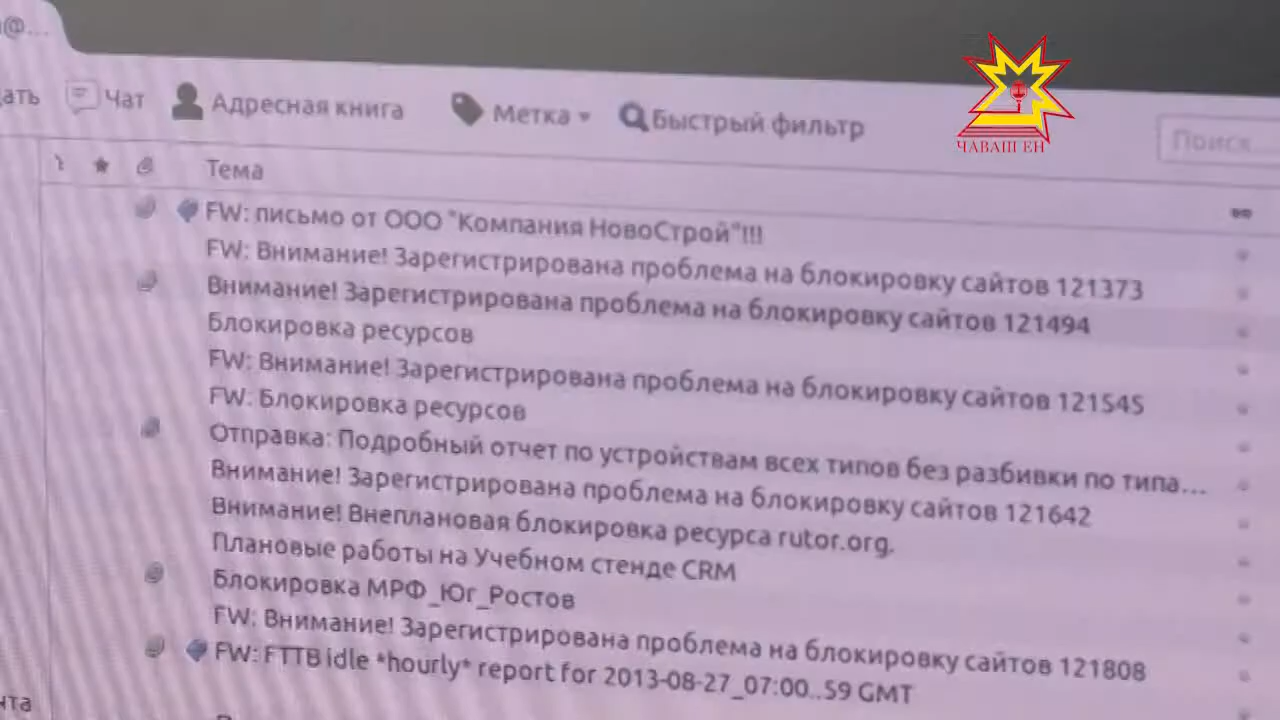 @...
ать Чат Адресная книга Метка Быстрый фильтр Поиск...
ЧĂВАШ ЕН
Тема
FW: письмо от ООО "Компания НовоСтрой"!!!
FW: Внимание! Зарегистрирована проблема на блокировку сайтов 121373
Внимание! Зарегистрирована проблема на блокировку сайтов 121494
Блокировка ресурсов
FW: Внимание! Зарегистрирована проблема на блокировку сайтов 121545
FW: Блокировка ресурсов
Отправка: Подробный отчет по устройствам всех типов без разбивки по типа...
Внимание! Зарегистрирована проблема на блокировку сайтов 121642
Внимание! Внеплановая блокировка ресурса rutor.org.
Плановые работы на Учебном стенде CRM
Блокировка МРФ_Юг_Ростов
FW: Внимание! Зарегистрирована проблема на блокировку сайтов 121808
FW: FTTB idle *hourly* report for 2013-08-27_07:00..59 GMT
чта